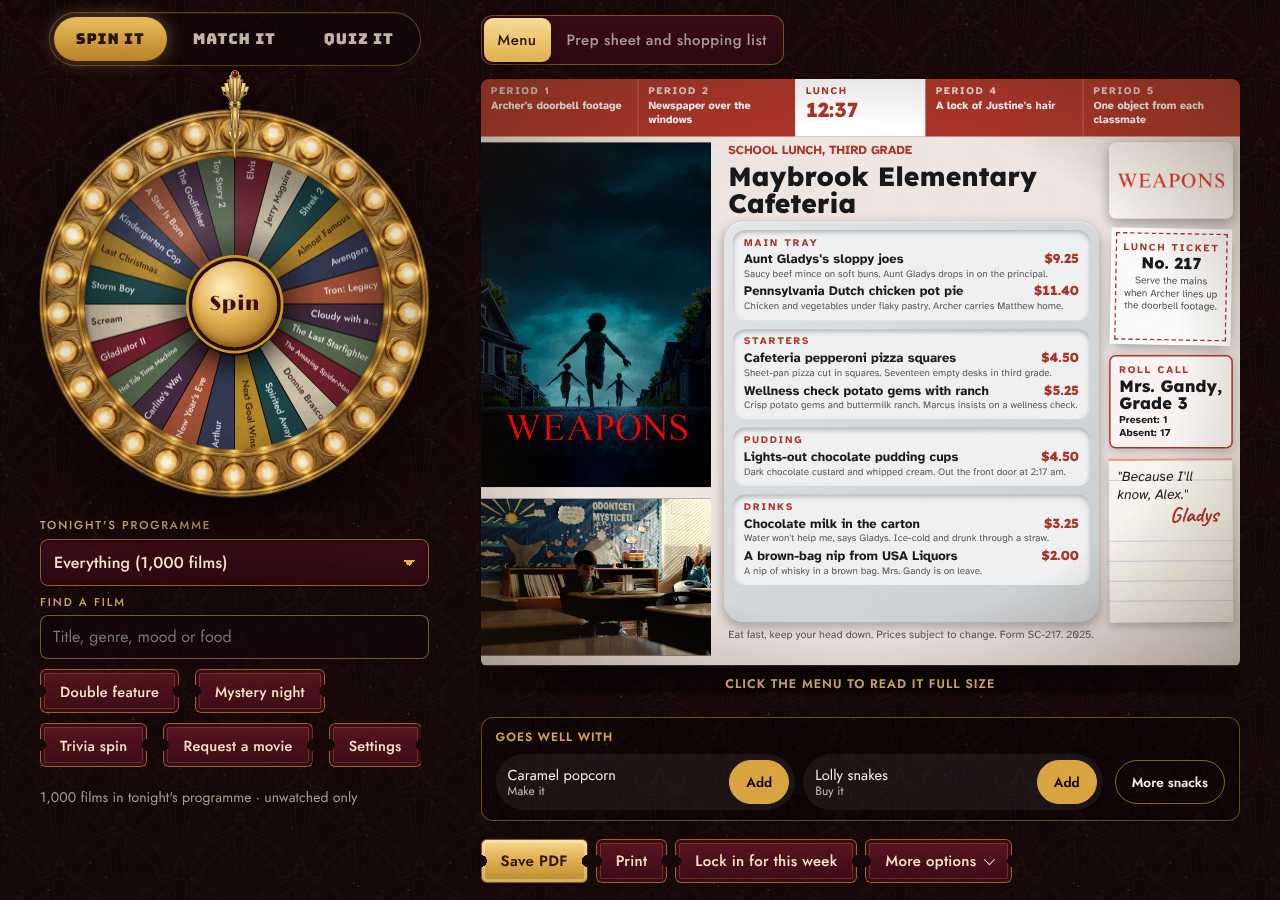 SPIN IT
MATCH IT
QUIZ IT
Elvis
Jerry Maguire
Shrek 2
Almost Famous
Avengers
Tron: Legacy
Cloudy with a...
The Last Starfighter
The Amazing Spider-Man
Donnie Brasco
Spirited Away
Next Goal Wins
Arthur
New Year's Eve
Carlito's Way
Hot Tub Time Machine
Gladiator II
Scream
Storm Boy
Last Christmas
Kindergarten Cop
A Star Is Born
The Godfather
Toy Story 2
Spin
TONIGHT'S PROGRAMME
Everything (1,000 films)
FIND A FILM
Title, genre, mood or food
Double feature
Mystery night
Trivia spin
Request a movie
Settings
1,000 films in tonight's programme · unwatched only
Menu
Prep sheet and shopping list
PERIOD 1
Archer's doorbell footage
PERIOD 2
Newspaper over the
windows
LUNCH
12:37
PERIOD 4
A lock of Justine's hair
PERIOD 5
One object from each
classmate
WEAPONS
ODONTCETI
MYSTICETI
SCHOOL LUNCH, THIRD GRADE
Maybrook Elementary
Cafeteria
MAIN TRAY
Aunt Gladys's sloppy joes $9.25
Saucy beef mince on soft buns. Aunt Gladys drops in on the principal.
Pennsylvania Dutch chicken pot pie $11.40
Chicken and vegetables under flaky pastry. Archer carries Matthew home.
STARTERS
Cafeteria pepperoni pizza squares $4.50
Sheet-pan pizza cut in squares. Seventeen empty desks in third grade.
Wellness check potato gems with ranch $5.25
Crisp potato gems and buttermilk ranch. Marcus insists on a wellness check.
PUDDING
Lights-out chocolate pudding cups $4.50
Dark chocolate custard and whipped cream. Out the front door at 2:17 am.
DRINKS
Chocolate milk in the carton $3.25
Water won't help me, says Gladys. Ice-cold and drunk through a straw.
A brown-bag nip from USA Liquors $2.00
A nip of whisky in a brown bag. Mrs. Gandy is on leave.
Eat fast, keep your head down. Prices subject to change. Form SC-217, 2025.
WEAPONS
LUNCH TICKET
No. 217
Serve the mains
when Archer lines up
the doorbell footage.
ROLL CALL
Mrs. Gandy,
Grade 3
Present: 1
Absent: 17
"Because I'll
know, Alex."
Gladys
CLICK THE MENU TO READ IT FULL SIZE
GOES WELL WITH
Caramel popcorn
Make it
Add
Lolly snakes
Buy it
Add
More snacks
Save PDF
Print
Lock in for this week
More options